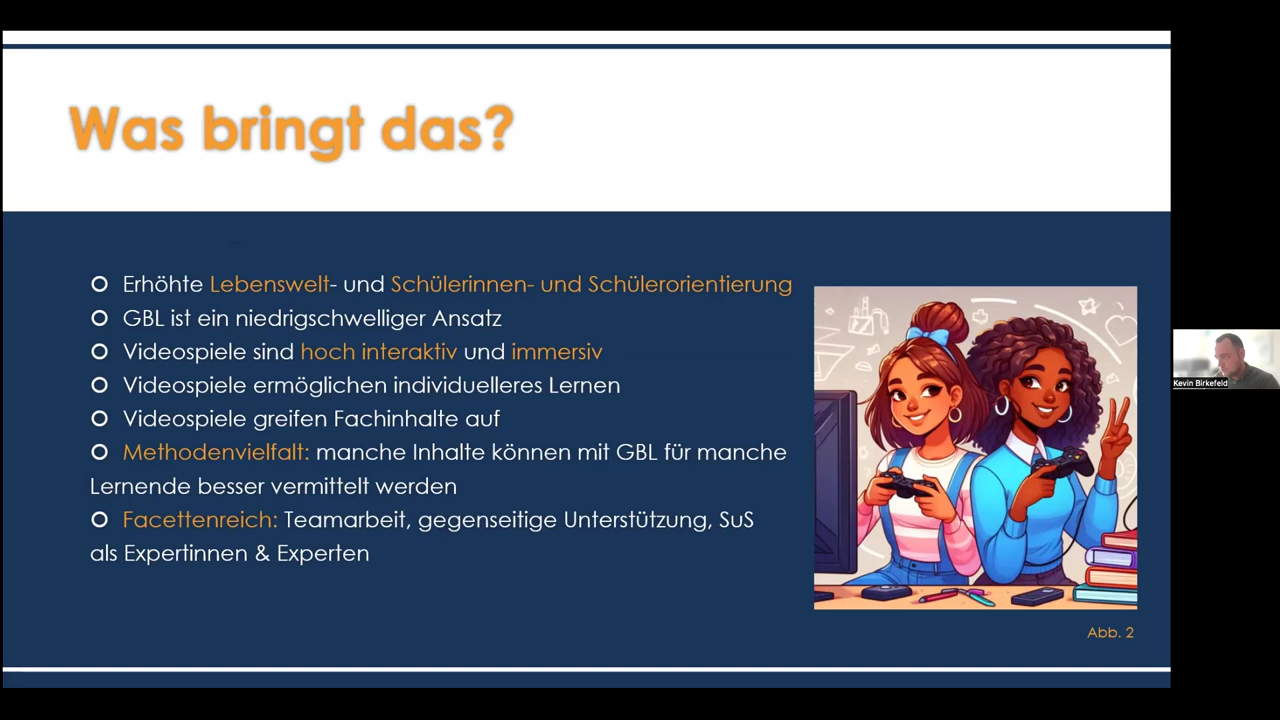 Was bringt das?
Erhöhte Lebenswelt- und Schülerinnen- und Schülerorientierung
GBL ist ein niedrigschwelliger Ansatz
Videospiele sind hoch interaktiv und immersiv
Videospiele ermöglichen individuelleres Lernen
Videospiele greifen Fachinhalte auf
Methodenvielfalt: manche Inhalte können mit GBL für manche
Lernende besser vermittelt werden
Facettenreich: Teamarbeit, gegenseitige Unterstützung, SuS
als Expertinnen & Experten
Abb. 2
Kevin Birkefeld